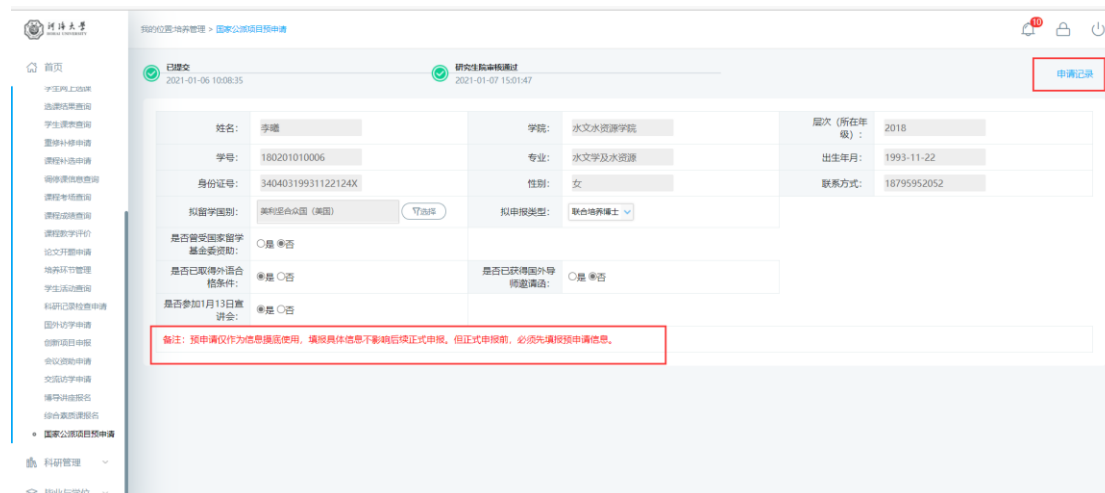 河海大学
HOHAI UNIVERSITY
我的位置:培养管理 > 国家公派项目预申请
10
首页
学生网上选课
选课结果查询
学生课表查询
重修补修申请
课程补选申请
调停课信息查询
课程考场查询
课程成绩查询
课程教学评价
论文开题申请
培养环节管理
学生活动查询
科研记录检查申请
国外访学申请
创新项目申报
会议资助申请
交流访学申请
博导讲座报名
综合素质课报名
国家公派项目预申请
科研管理
毕业与学位
已提交
2021-01-06 10:08:35
研究生院审核通过
2021-01-07 15:01:47
申请记录
姓名: 李曦 学院: 水文水资源学院 层次（所在年级）: 2018
学号: 180201010006 专业: 水文学及水资源 出生年月: 1993-11-22
身份证号: 34040319931122124X 性别: 女 联系方式: 18795952052
拟留学国别: 美利坚合众国（美国） 选择 拟申报类型: 联合培养博士
是否曾受国家留学基金委资助: 是 否
是否已取得外语合格条件: 是 否 是否已获得国外导师邀请函: 是 否
是否参加1月13日宣讲会: 是 否
备注：预申请仅作为信息摸底使用，填报具体信息不影响后续正式申报。但正式申报前，必须先填报预申请信息。